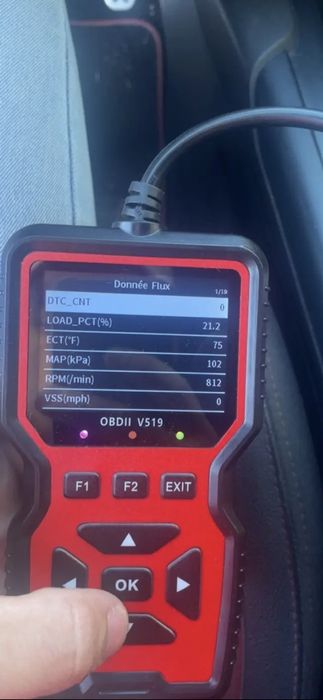 Donnée Flux 1/19
DTC_CNT 0
LOAD_PCT(%) 21.2
ECT(°F) 75
MAP(kPa) 102
RPM(/min) 812
VSS(mph) 0
OBDII V519
F1 F2 EXIT
OK